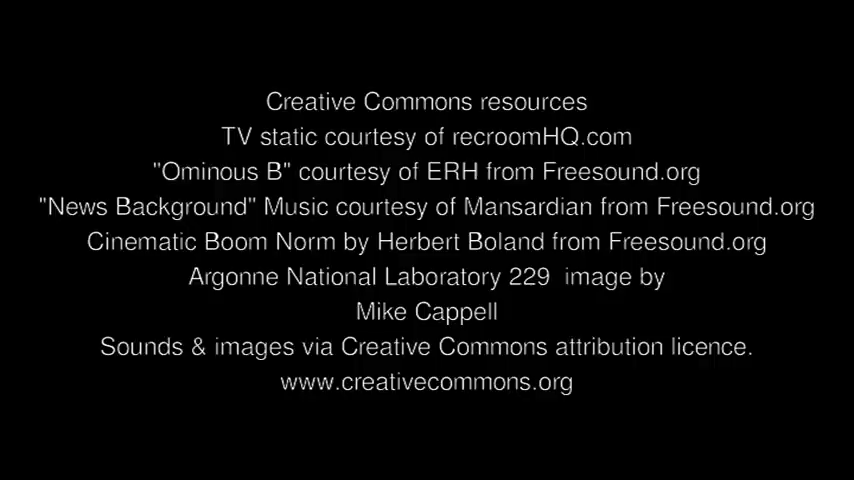 Creative Commons resources
TV static courtesy of recroomHQ.com
"Ominous B" courtesy of ERH from Freesound.org
"News Background" Music courtesy of Mansardian from Freesound.org
Cinematic Boom Norm by Herbert Boland from Freesound.org
Argonne National Laboratory 229  image by
Mike Cappell
Sounds & images via Creative Commons attribution licence.
www.creativecommons.org